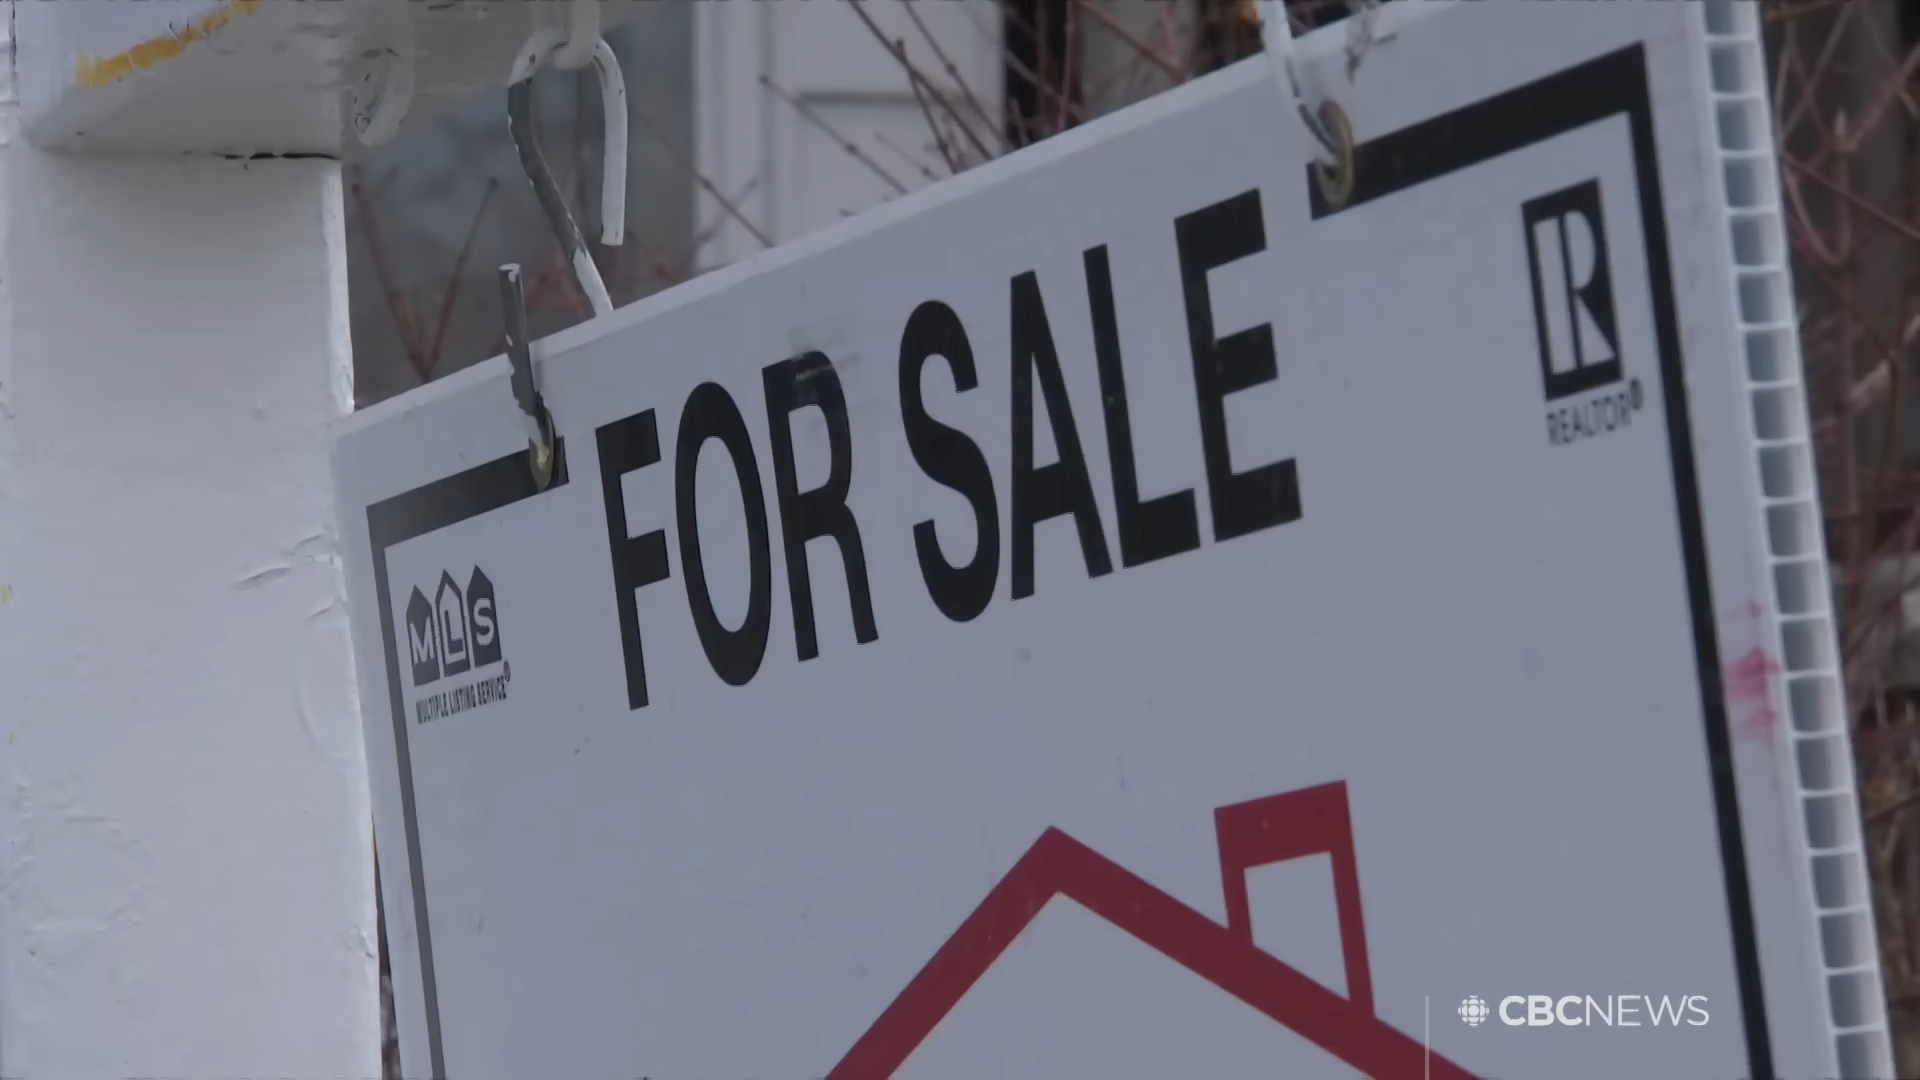 FOR SALE
R
REALTOR®
MLS
MULTIPLE LISTING SERVICE®
CBCNEWS